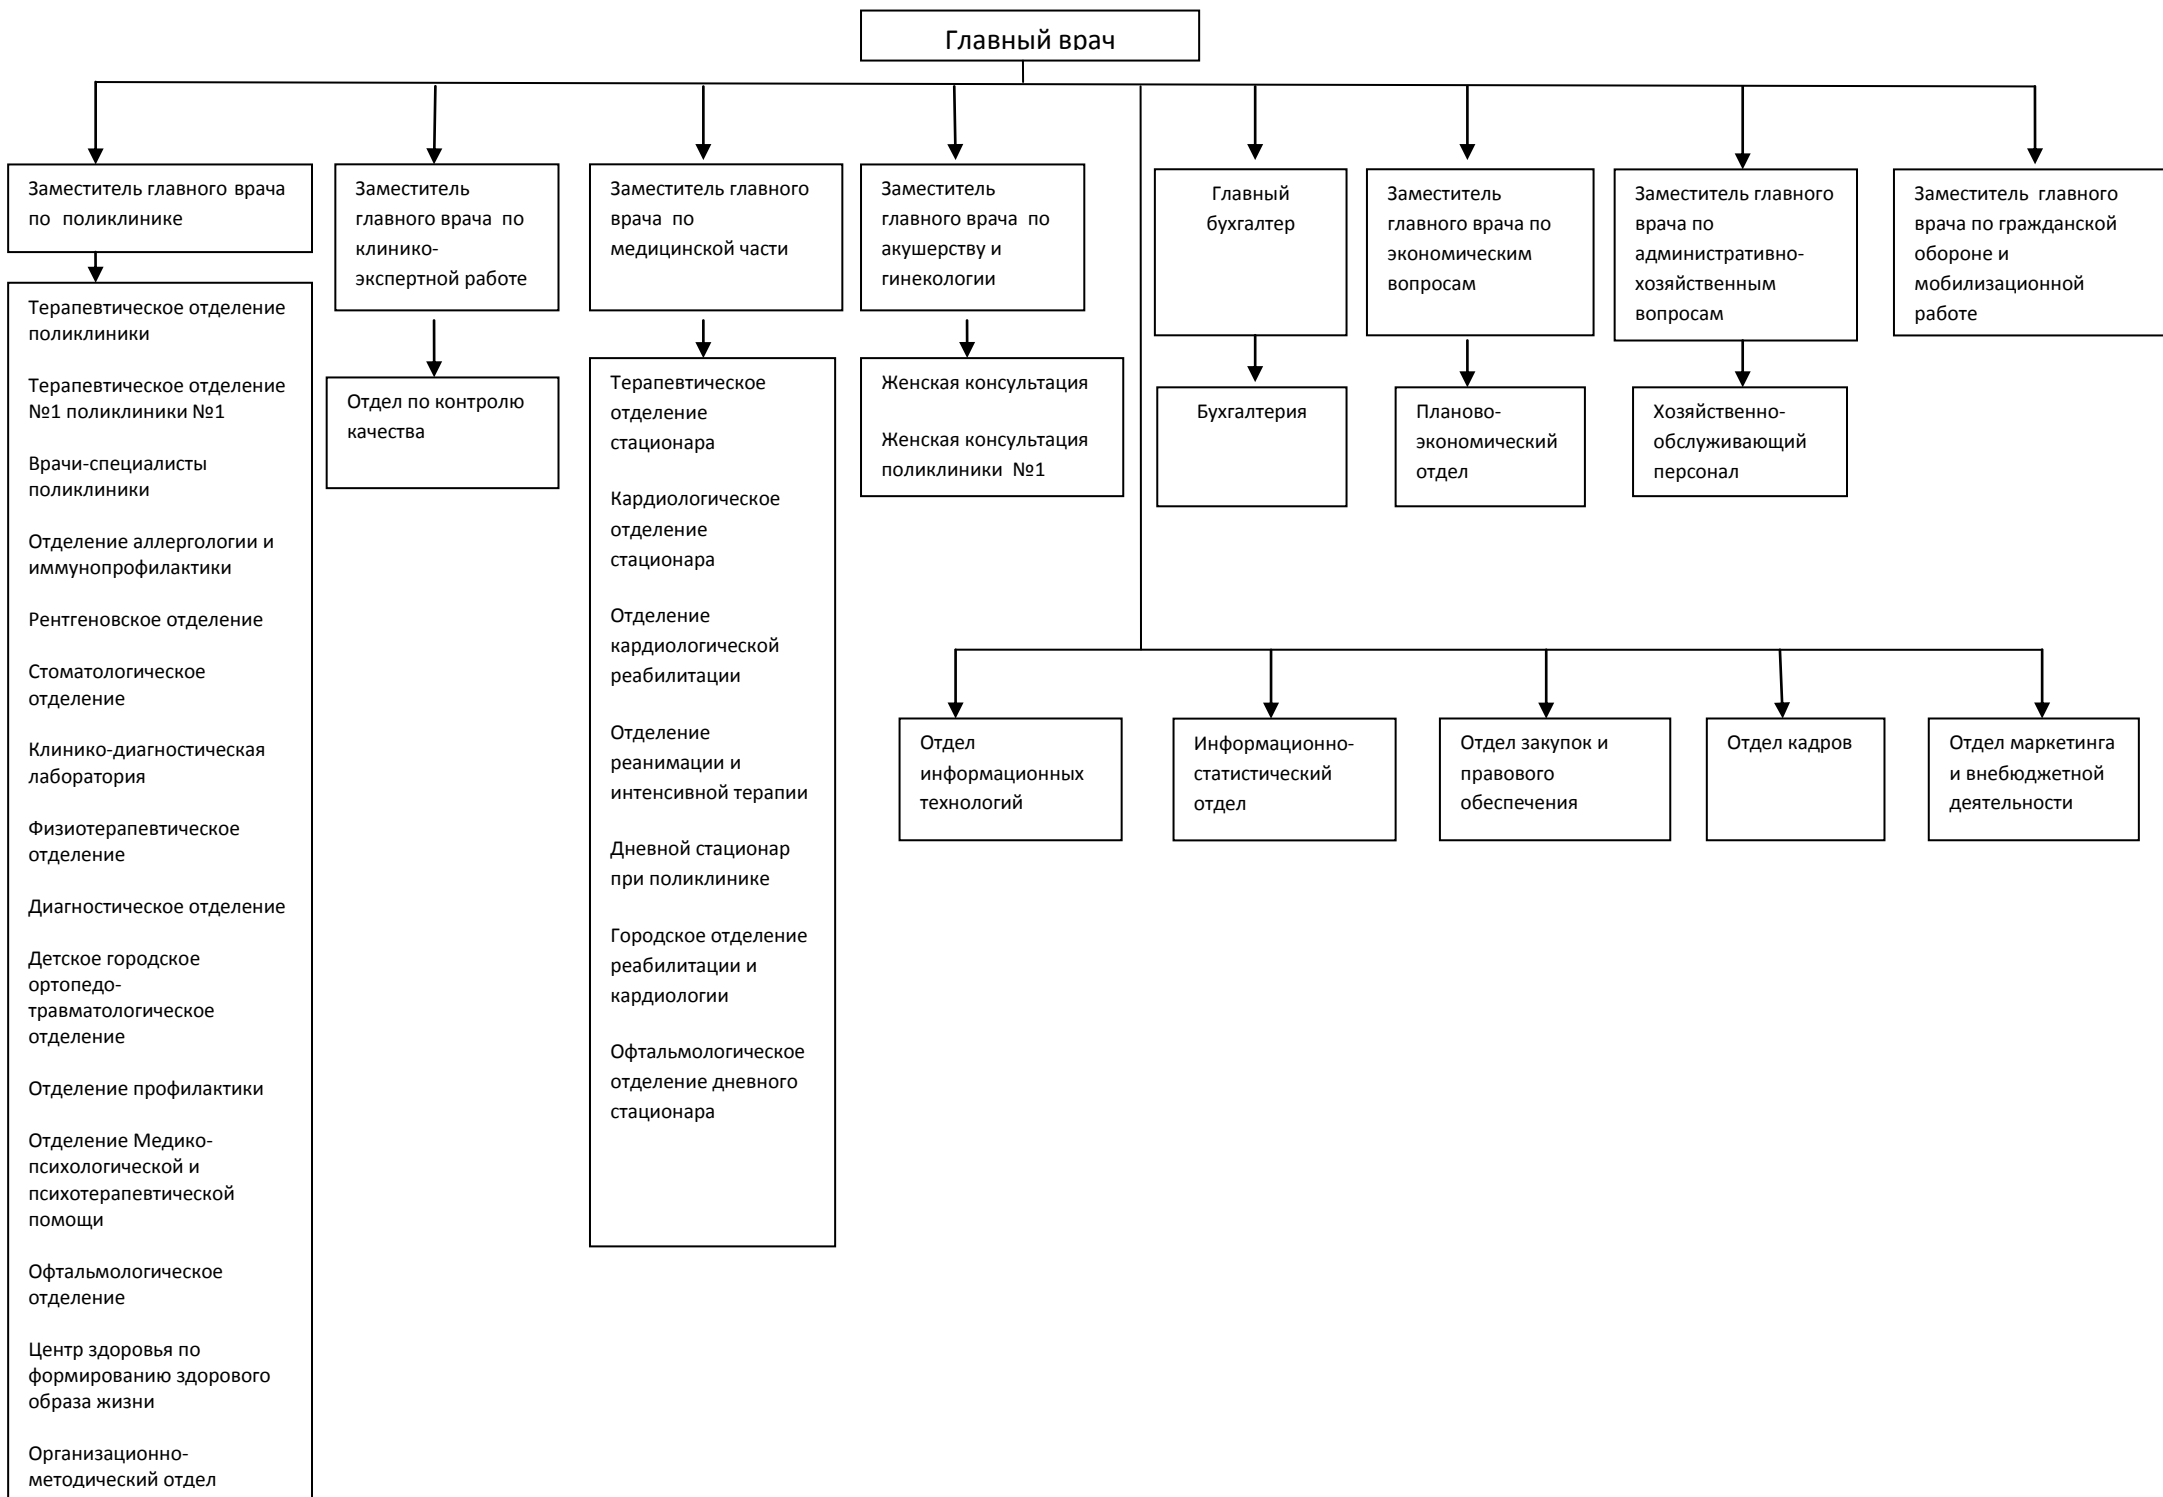 Главный врач
Заместитель главного врача
по поликлинике
Заместитель
главного врача по
клинико-
экспертной работе
Заместитель главного
врача по
медицинской части
Заместитель
главного врача по
акушерству и
гинекологии
Главный
бухгалтер
Заместитель
главного врача по
экономическим
вопросам
Заместитель главного
врача по
административно-
хозяйственным
вопросам
Заместитель главного
врача по гражданской
обороне и
мобилизационной
работе
Терапевтическое отделение
поликлиники
Терапевтическое отделение
№1 поликлиники №1
Врачи-специалисты
поликлиники
Отделение аллергологии и
иммунопрофилактики
Рентгеновское отделение
Стоматологическое
отделение
Клинико-диагностическая
лаборатория
Физиотерапевтическое
отделение
Диагностическое отделение
Детское городское
ортопедо-
травматологическое
отделение
Отделение профилактики
Отделение Медико-
психологической и
психотерапевтической
помощи
Офтальмологическое
отделение
Центр здоровья по
формированию здорового
образа жизни
Организационно-
методический отдел
Отдел по контролю
качества
Терапевтическое
отделение
стационара
Кардиологическое
отделение
стационара
Отделение
кардиологической
реабилитации
Отделение
реанимации и
интенсивной терапии
Дневной стационар
при поликлинике
Городское отделение
реабилитации и
кардиологии
Офтальмологическое
отделение дневного
стационара
Женская консультация
Женская консультация
поликлиники №1
Бухгалтерия
Планово-
экономический
отдел
Хозяйственно-
обслуживающий
персонал
Отдел
информационных
технологий
Информационно-
статистический
отдел
Отдел закупок и
правового
обеспечения
Отдел кадров
Отдел маркетинга
и внебюджетной
деятельности